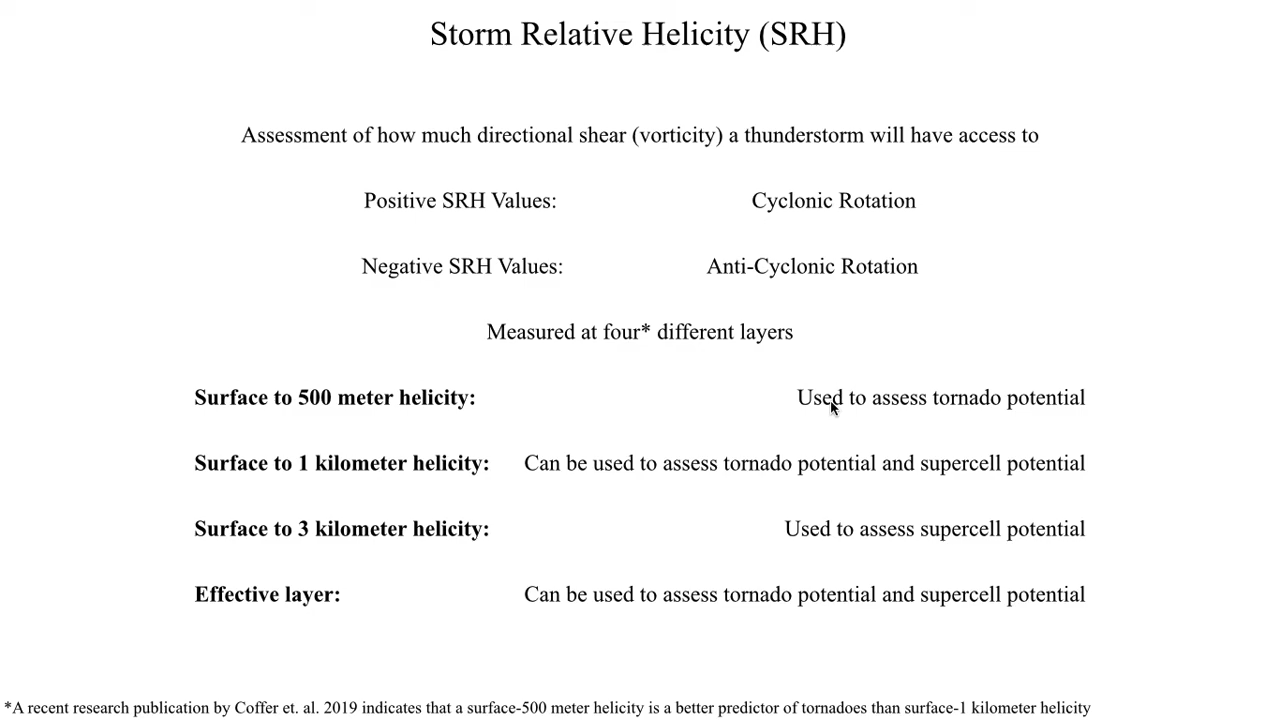 Storm Relative Helicity (SRH)
Assessment of how much directional shear (vorticity) a thunderstorm will have access to
Positive SRH Values: Cyclonic Rotation
Negative SRH Values: Anti-Cyclonic Rotation
Measured at four* different layers
Surface to 500 meter helicity: Used to assess tornado potential
Surface to 1 kilometer helicity: Can be used to assess tornado potential and supercell potential
Surface to 3 kilometer helicity: Used to assess supercell potential
Effective layer: Can be used to assess tornado potential and supercell potential
*A recent research publication by Coffer et. al. 2019 indicates that a surface-500 meter helicity is a better predictor of tornadoes than surface-1 kilometer helicity